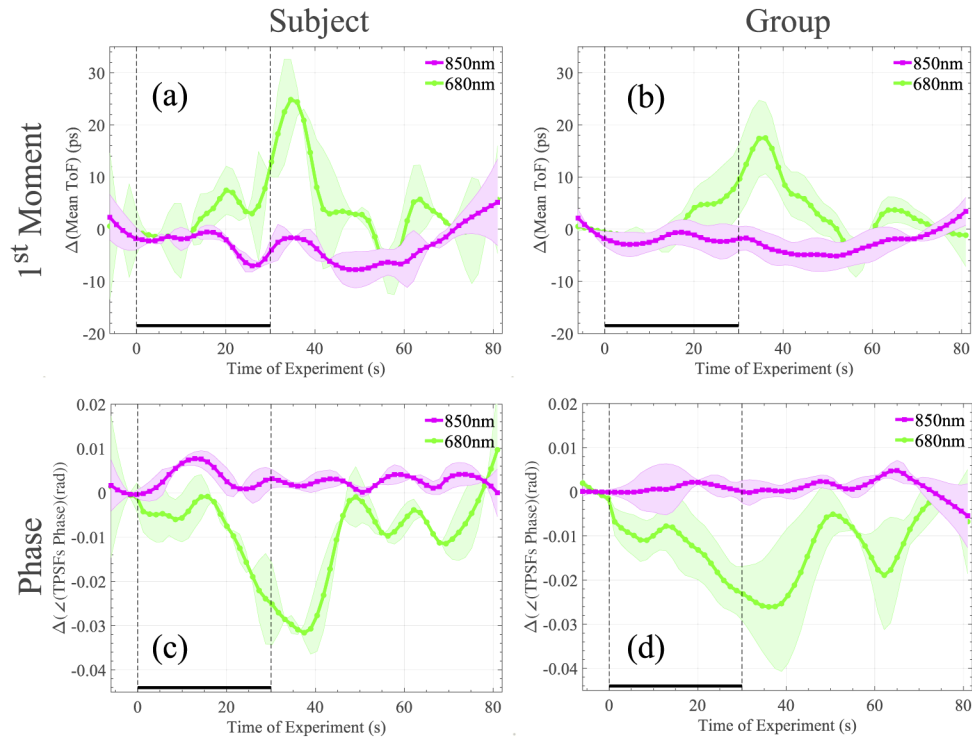 Subject
Group
1st Moment
Δ(Mean ToF) (ps)
30
20
10
0
-10
-20
(a)
850nm
680nm
0
20
40
60
80
Time of Experiment (s)
Δ(Mean ToF) (ps)
30
20
10
0
-10
-20
(b)
850nm
680nm
0
20
40
60
80
Time of Experiment (s)
Phase
Δ(∠(TPSFs Phase)(rad))
0.02
0.01
0
-0.01
-0.02
-0.03
-0.04
850nm
680nm
(c)
0
20
40
60
80
Time of Experiment (s)
Δ(∠(TPSFs Phase)(rad))
0.02
0.01
0
-0.01
-0.02
-0.03
-0.04
850nm
680nm
(d)
0
20
40
60
80
Time of Experiment (s)